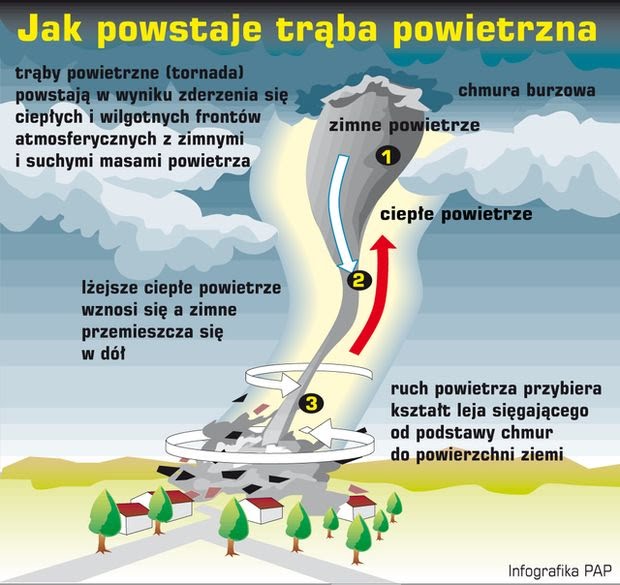 Jak powstaje trąba powietrzna
trąby powietrzne (tornada)
powstają w wyniku zderzenia się
ciepłych i wilgotnych frontów
atmosferycznych z zimnymi
i suchymi masami powietrza
chmura burzowa
zimne powietrze
1
ciepłe powietrze
2
lżejsze ciepłe powietrze
wznosi się a zimne
przemieszcza się
w dół
3
ruch powietrza przybiera
kształt leja sięgającego
od podstawy chmur
do powierzchni ziemi
Infografika PAP